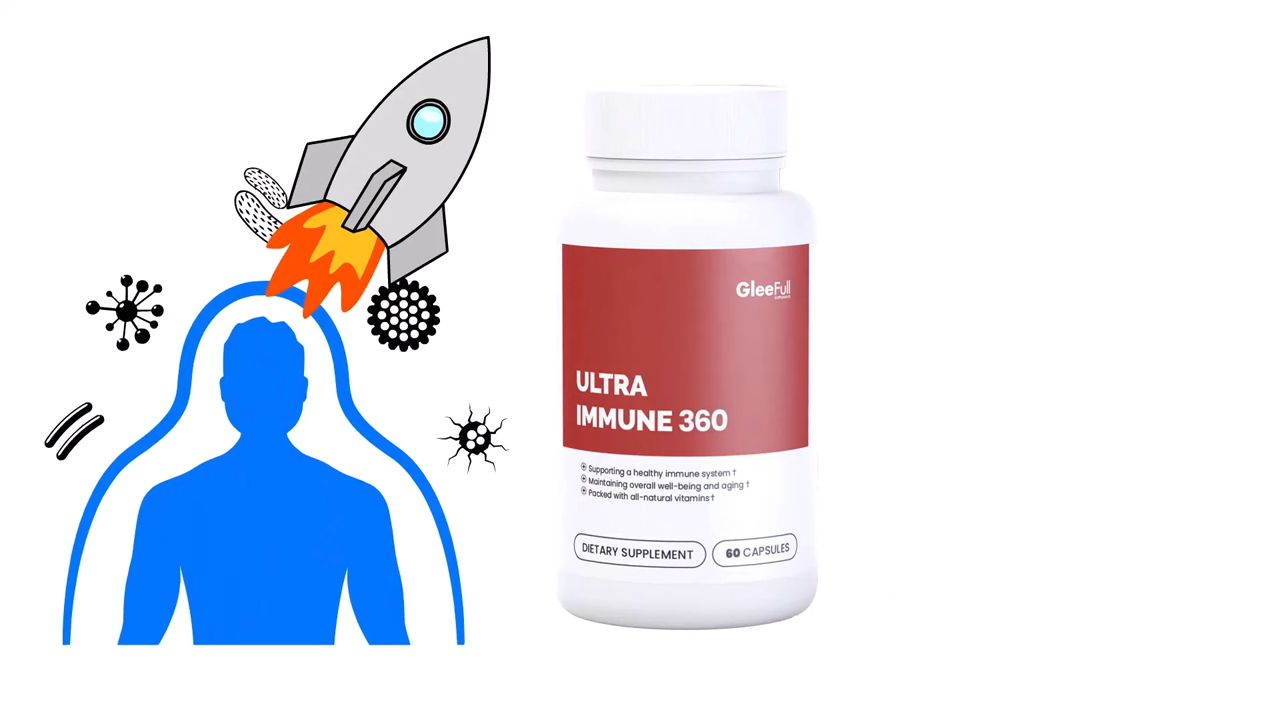 GleeFull
ULTRA
IMMUNE 360
Supporting a healthy immune system †
Maintaining overall well-being and aging †
Packed with all-natural vitamins †
DIETARY SUPPLEMENT
60 CAPSULES